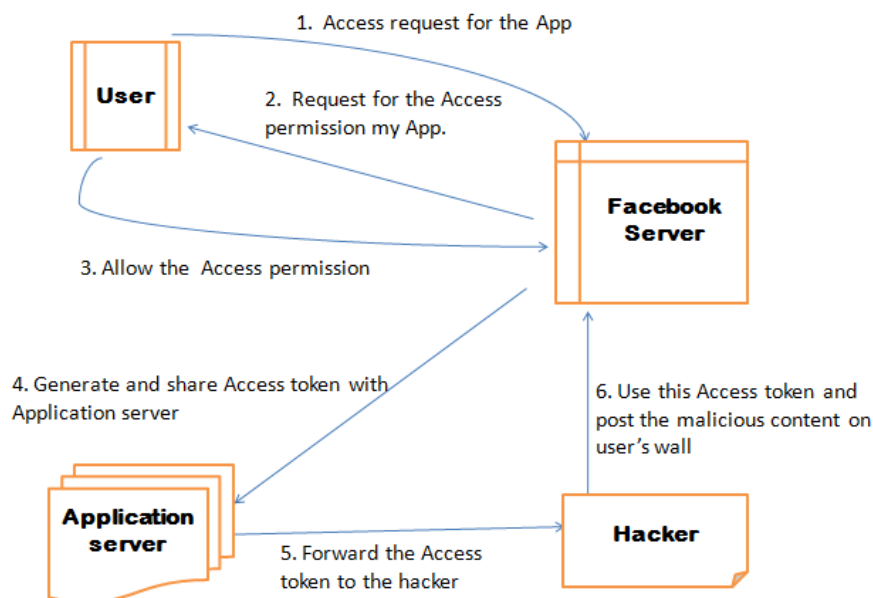 1. Access request for the App
User
2. Request for the Access
permission my App.
Facebook
Server
3. Allow the Access permission
4. Generate and share Access token with
Application server
6. Use this Access token and
post the malicious content on
user's wall
Application
server
Hacker
5. Forward the Access
token to the hacker